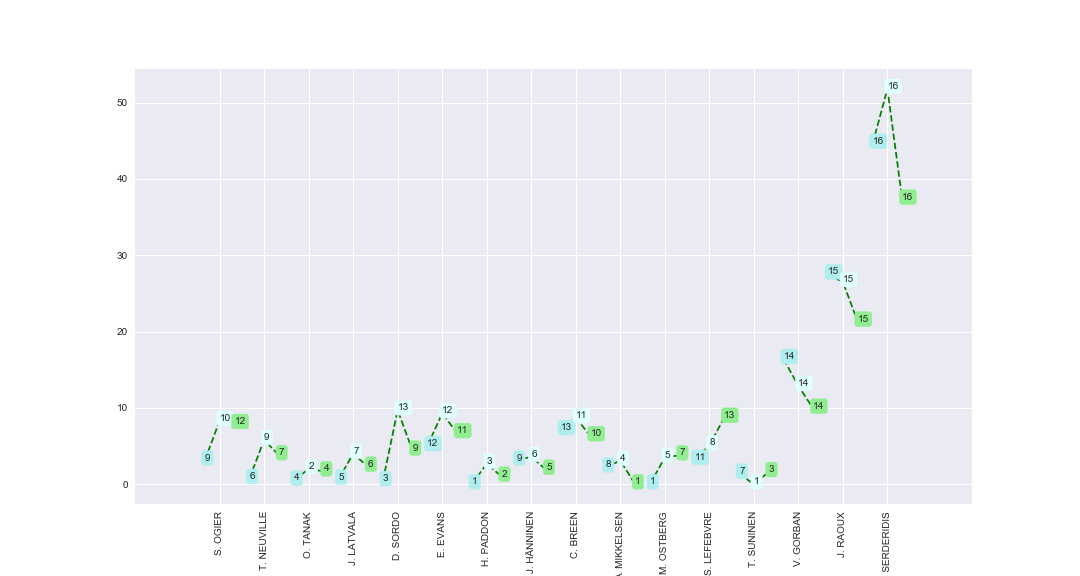 50
40
30
20
10
0
9 10 12
6 9 7
4 2 4
5 7 6
3 13 9
12 12 11
1 3 2
9 6 5
13 11 10
8 4 1
1 5 7
11 8 13
7 1 3
14 14 14
15 15 15
16 16 16
S. OGIER
T. NEUVILLE
O. TANAK
J. LATVALA
D. SORDO
E. EVANS
H. PADDON
J. HANNINEN
C. BREEN
A. MIKKELSEN
M. OSTBERG
S. LEFEBVRE
T. SUNINEN
V. GORBAN
J. RAOUX
SERDERIDIS